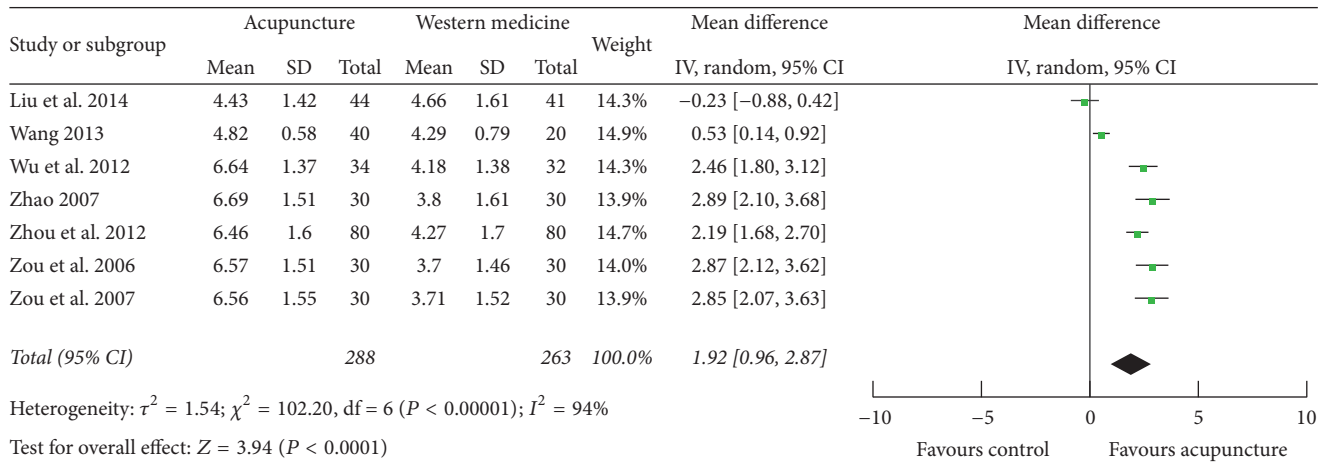 Study or subgroup Acupuncture Western medicine Weight Mean difference Mean difference
Mean SD Total Mean SD Total IV, random, 95% CI IV, random, 95% CI
Liu et al. 2014 4.43 1.42 44 4.66 1.61 41 14.3% −0.23 [−0.88, 0.42]
Wang 2013 4.82 0.58 40 4.29 0.79 20 14.9% 0.53 [0.14, 0.92]
Wu et al. 2012 6.64 1.37 34 4.18 1.38 32 14.3% 2.46 [1.80, 3.12]
Zhao 2007 6.69 1.51 30 3.8 1.61 30 13.9% 2.89 [2.10, 3.68]
Zhou et al. 2012 6.46 1.6 80 4.27 1.7 80 14.7% 2.19 [1.68, 2.70]
Zou et al. 2006 6.57 1.51 30 3.7 1.46 30 14.0% 2.87 [2.12, 3.62]
Zou et al. 2007 6.56 1.55 30 3.71 1.52 30 13.9% 2.85 [2.07, 3.63]
Total (95% CI) 288 263 100.0% 1.92 [0.96, 2.87]
Heterogeneity: τ² = 1.54; χ² = 102.20, df = 6 (P < 0.00001); I² = 94%
−10 −5 0 5 10
Test for overall effect: Z = 3.94 (P < 0.0001)
Favours control Favours acupuncture